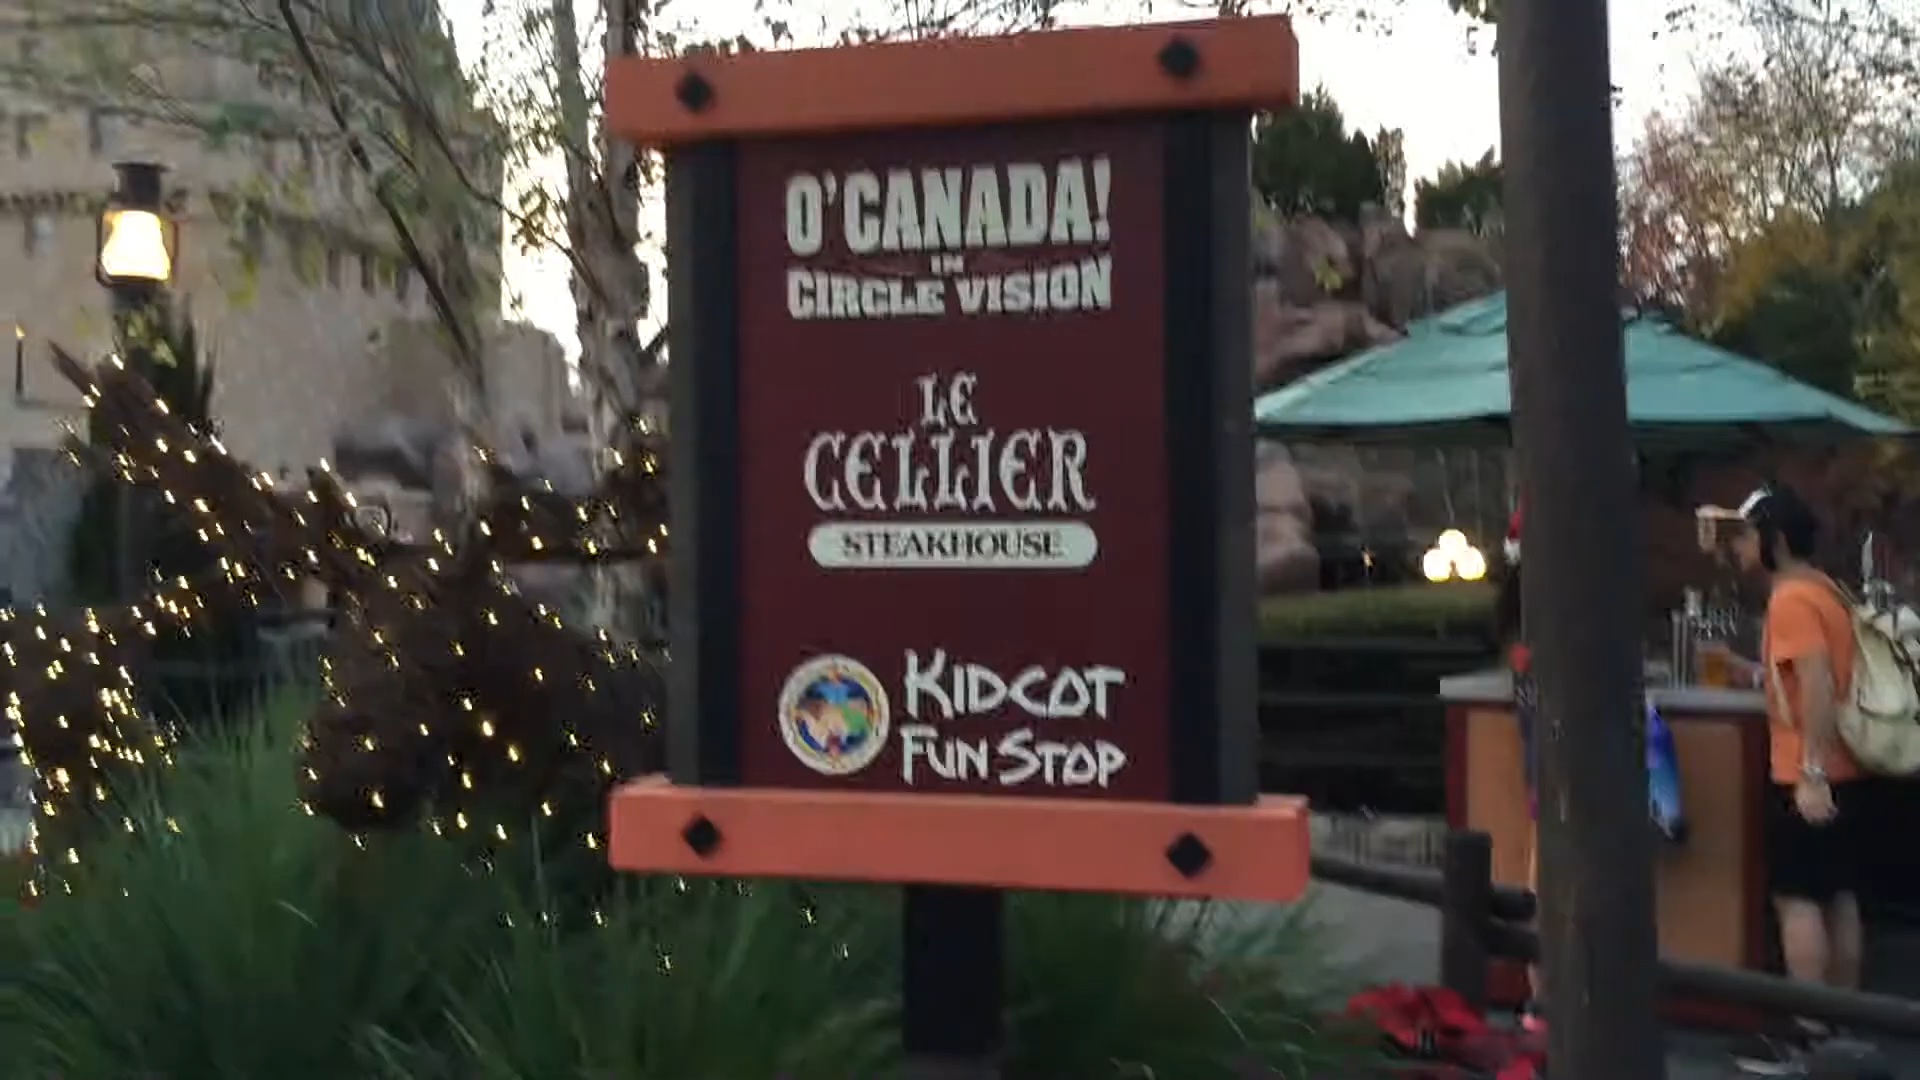 O'CANADA!
IN
CIRCLE VISION
LE
CELLIER
STEAKHOUSE
KIDCOT
FUN STOP